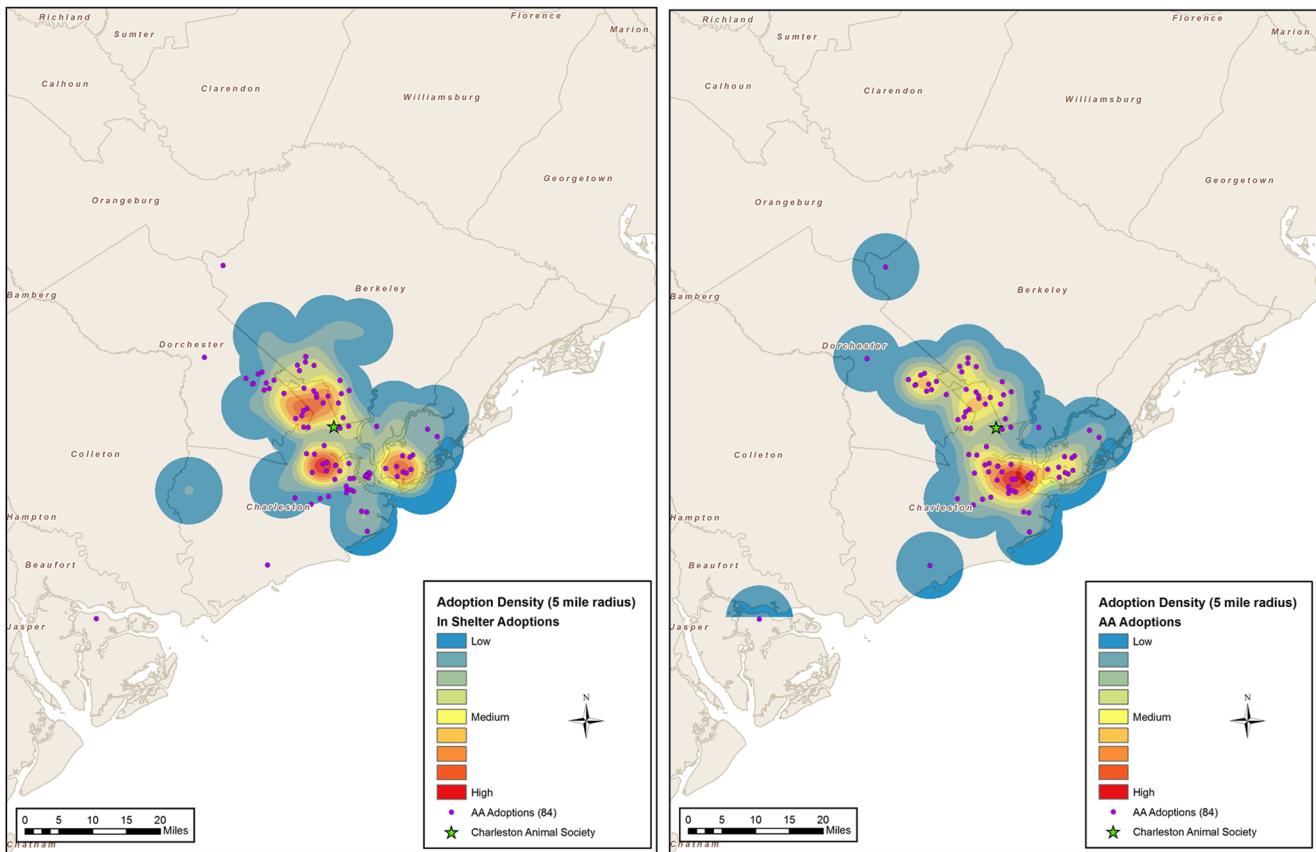 Richland
Sumter
Florence
Marion
Calhoun
Clarendon
Williamsburg
Georgetown
Orangeburg
Berkeley
Bamberg
Dorchester
Colleton
Charleston
Hampton
Beaufort
Jasper
Chatham
Adoption Density (5 mile radius)
In Shelter Adoptions
Low
Medium
High
N
AA Adoptions (84)
Charleston Animal Society
0 5 10 15 20
Miles
Richland
Sumter
Florence
Marion
Calhoun
Clarendon
Williamsburg
Georgetown
Orangeburg
Berkeley
Bamberg
Dorchester
Colleton
Charleston
Hampton
Beaufort
Jasper
Chatham
Adoption Density (5 mile radius)
AA Adoptions
Low
Medium
High
N
AA Adoptions (84)
Charleston Animal Society
0 5 10 15 20
Miles